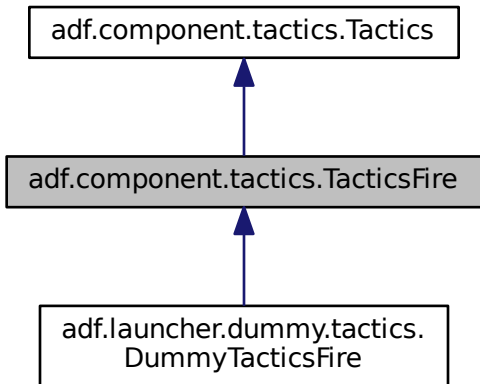 adf.component.tactics.Tactics
adf.component.tactics.TacticsFire
adf.launcher.dummy.tactics.
DummyTacticsFire